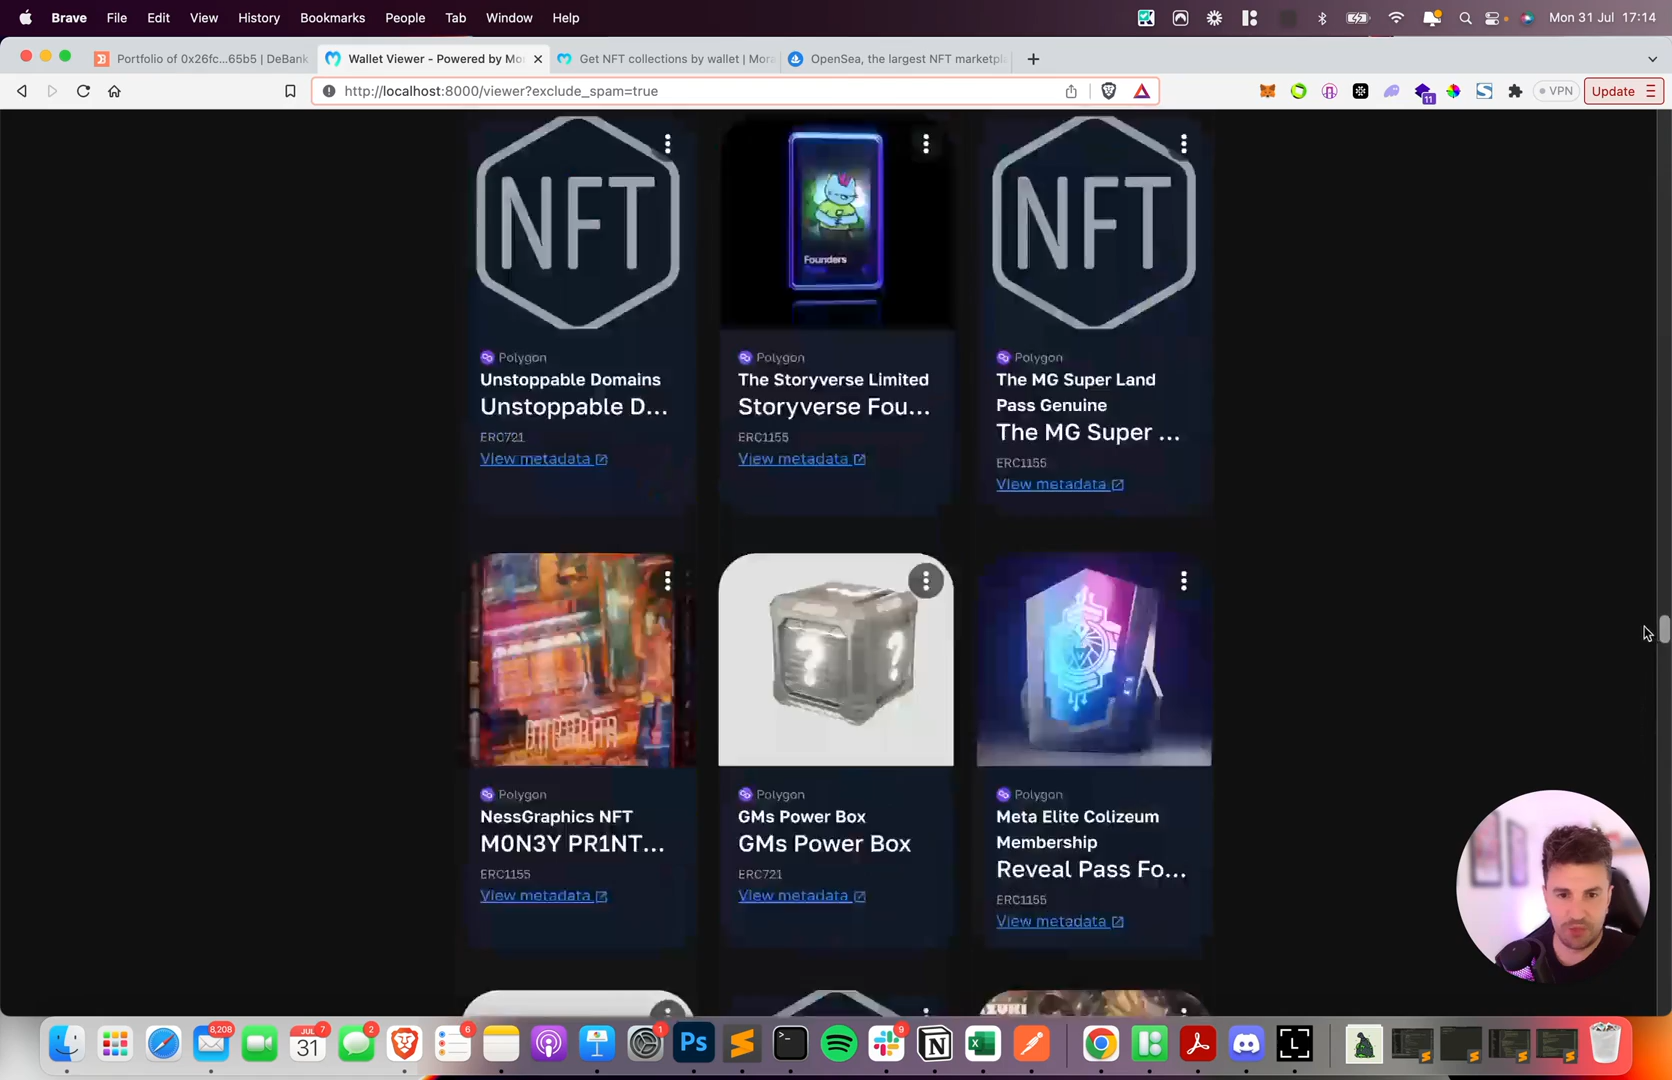 Brave File Edit View History Bookmarks People Tab Window Help
11
Mon 31 Jul 17:14
Portfolio of 0x26fc...65b5 | DeBank
Wallet Viewer - Powered by Mo
Get NFT collections by wallet | Mora
OpenSea, the largest NFT marketpl
http://localhost:8000/viewer?exclude_spam=true
VPN
Update
NFT
Founders
NFT
Polygon
Unstoppable Domains
Unstoppable D...
ERC721
View metadata
Polygon
The Storyverse Limited
Storyverse Fou...
ERC1155
View metadata
Polygon
The MG Super Land
Pass Genuine
The MG Super ...
ERC1155
View metadata
? ?
Polygon
NessGraphics NFT
M0N3Y PR1NT...
ERC1155
View metadata
Polygon
GMs Power Box
GMs Power Box
ERC721
View metadata
Polygon
Meta Elite Colizeum
Membership
Reveal Pass Fo...
ERC1155
View metadata
8,208
JUL 7
31
2
6
1
Ps
9